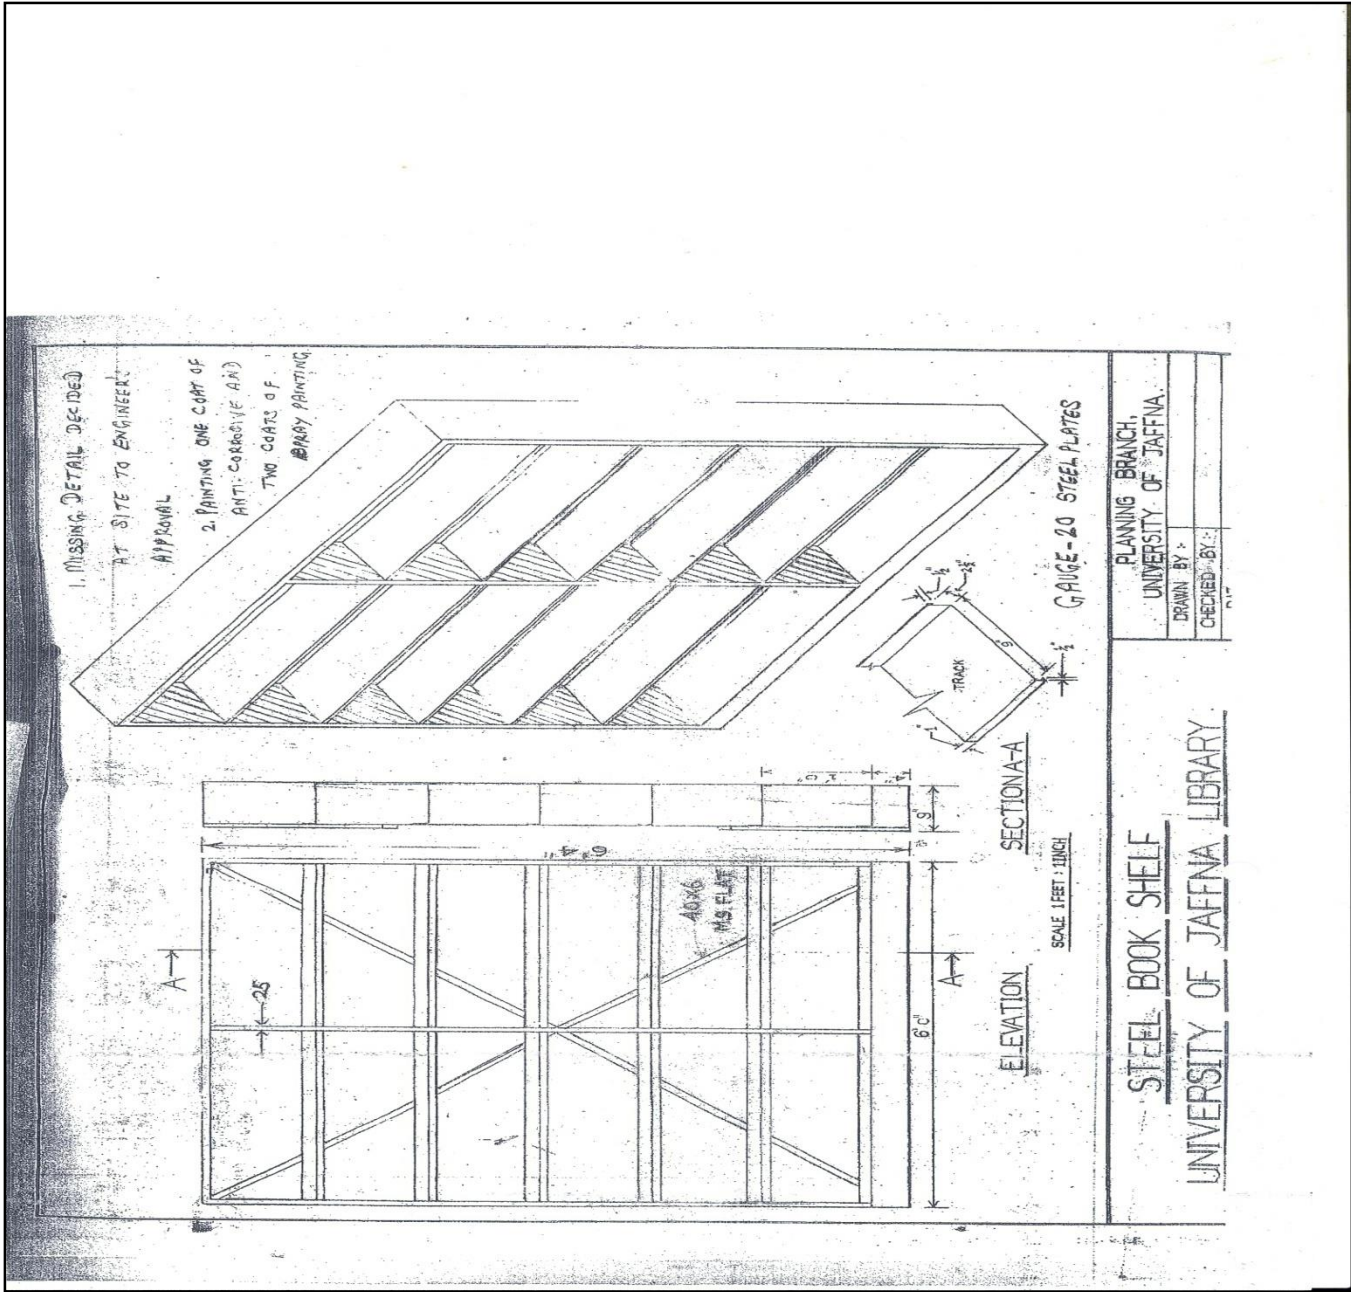 1. MISSING DETAIL DECIDED
AT SITE TO ENGINEER
APPROVAL
2. PAINTING ONE COAT OF
ANTI-CORROSIVE AND
TWO COATS OF
SPRAY PAINTING
GAUGE-20 STEEL PLATES
TRACK
9"
SECTION A-A
SCALE 1FEET : 1INCH
9"
40X6
M.S. FLAT
A
25
A
6'0"
ELEVATION
STEEL BOOK SHELF
UNIVERSITY OF JAFFNA LIBRARY.
PLANNING BRANCH,
UNIVERSITY OF JAFFNA.
DRAWN BY :-
CHECKED BY :-